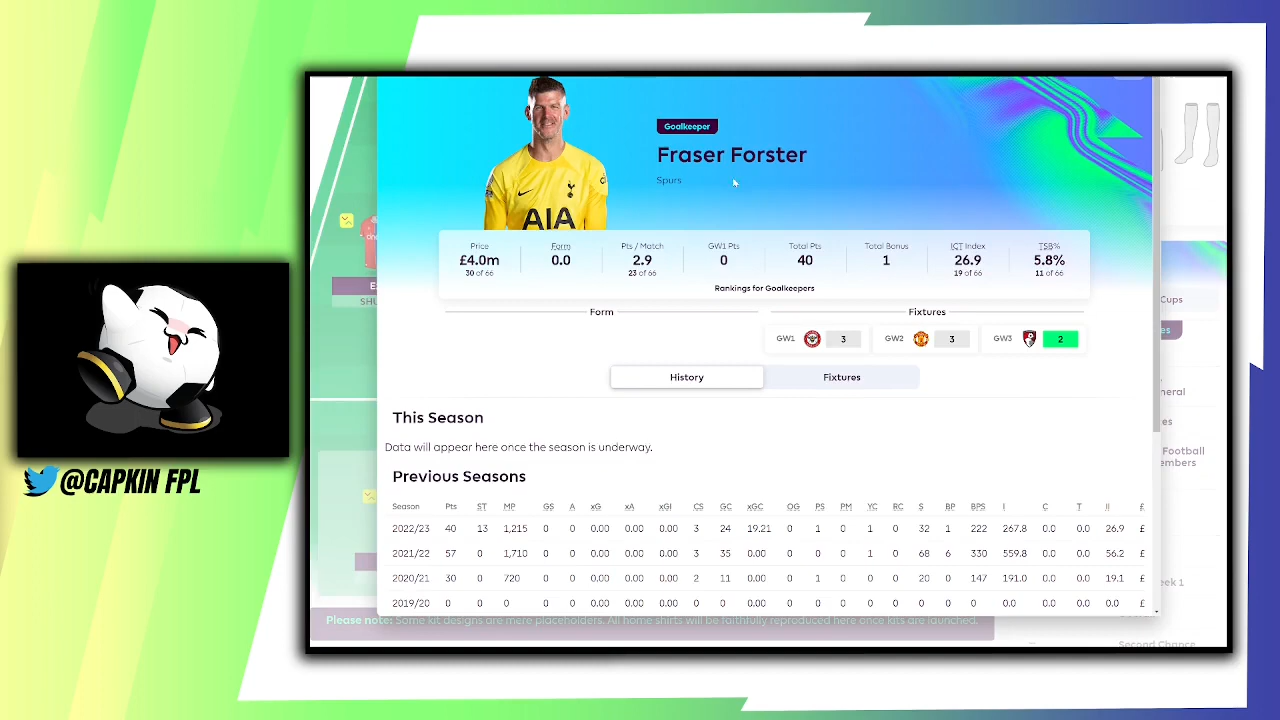 Goalkeeper
Fraser Forster
Spurs
AIA
Price Form Pts / Match GW1 Pts Total Pts Total Bonus ICT Index TSB%
£4.0m 0.0 2.9 0 40 1 26.9 5.8%
30 of 66 23 of 66 19 of 66 11 of 66
Rankings for Goalkeepers
Form Fixtures
GW1 3 GW2 3 GW3 2
History Fixtures
This Season
Data will appear here once the season is underway.
Previous Seasons
Season Pts ST MP GS A xG xA xGI CS GC xGC OG PS PM YC RC S BP BPS I C T II £
2022/23 40 13 1,215 0 0 0.00 0.00 0.00 3 24 19.21 0 1 0 1 0 32 1 222 267.8 0.0 0.0 26.9 £
2021/22 57 0 1,710 0 0 0.00 0.00 0.00 3 35 0.00 0 0 0 1 0 68 6 330 559.8 0.0 0.0 56.2 £
2020/21 30 0 720 0 0 0.00 0.00 0.00 2 11 0.00 0 1 0 0 0 20 0 147 191.0 0.0 0.0 19.1 £
2019/20 0 0 0 0 0 0.00 0.00 0.00 0 0 0.00 0 0 0 0 0 0 0 0 0.0 0.0 0.0 0.0 £
Please note: Some kit designs are mere placeholders. All home shirts will be faithfully reproduced here once kits are launched.
E
SHU
Cups
es
neral
es
Football
embers
eek 1
Second Chance
@CAPKIN FPL